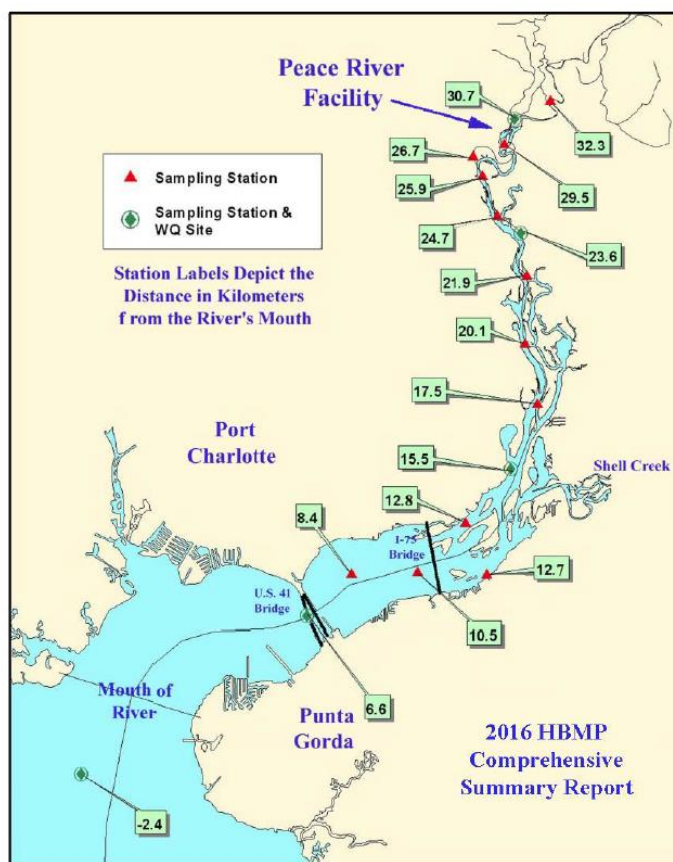 Peace River
Facility
30.7
32.3
26.7
29.5
25.9
24.7
23.6
21.9
20.1
17.5
15.5
12.8
8.4
12.7
10.5
6.6
-2.4
Sampling Station
Sampling Station &
WQ Site
Station Labels Depict the
Distance in Kilometers
f rom the River's Mouth
Port
Charlotte
Shell Creek
I-75
Bridge
U.S. 41
Bridge
Mouth of
River
Punta
Gorda
2016 HBMP
Comprehensive
Summary Report